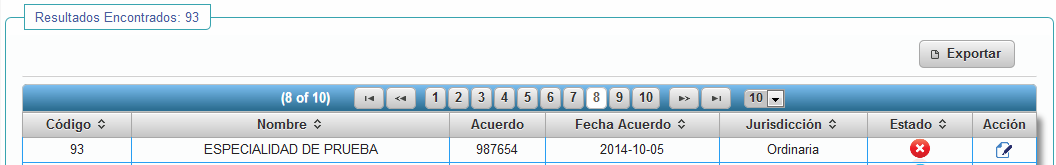 Resultados Encontrados: 93
Exportar
(8 of 10) 1 2 3 4 5 6 7 8 9 10 10
Código Nombre Acuerdo Fecha Acuerdo Jurisdicción Estado Acción
93 ESPECIALIDAD DE PRUEBA 987654 2014-10-05 Ordinaria